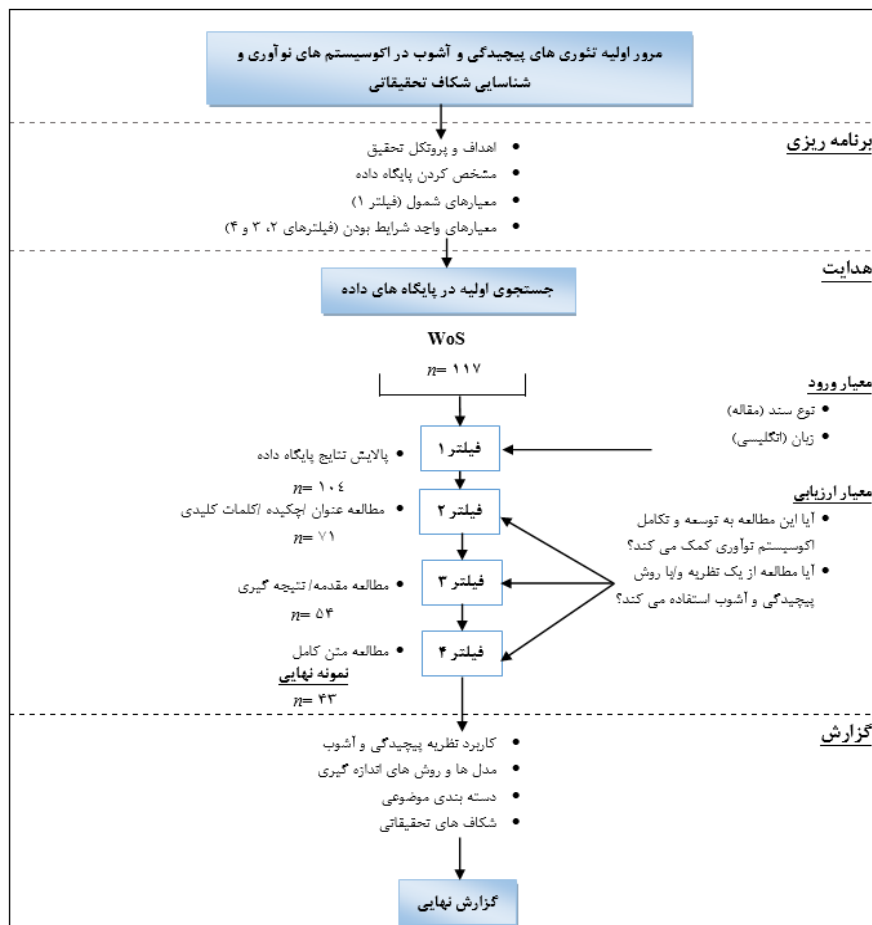 مرور اولیه تئوری های پیچیدگی و آشوب در اکوسیستم های نوآوری و
شناسایی شکاف تحقیقاتی
برنامه ریزی
• اهداف و پروتکل تحقیق
• مشخص کردن پایگاه داده
• معیارهای شمول (فیلتر ۱)
• معیارهای واجد شرایط بودن (فیلترهای ۲، ۳ و ۴)
هدایت
جستجوی اولیه در پایگاه های داده
WoS
n= ۱۱۷
معیار ورود
• نوع سند (مقاله)
• زبان (انگلیسی)
فیلتر ۱
• پالایش نتایج پایگاه داده
n= ۱۰٤
معیار ارزیابی
• آیا این مطالعه به توسعه و تکامل
اکوسیستم نوآوری کمک می کند؟
• آیا مطالعه از یک نظریه و/یا روش
پیچیدگی و آشوب استفاده می کند؟
فیلتر ۲
• مطالعه عنوان /چکیده /کلمات کلیدی
n= ۷۱
فیلتر ۳
• مطالعه مقدمه/ نتیجه گیری
n= ۵۴
فیلتر ۴
• مطالعه متن کامل
نمونه نهایی
n= ۴۳
گزارش
• کاربرد نظریه پیچیدگی و آشوب
• مدل ها و روش های اندازه گیری
• دسته بندی موضوعی
• شکاف های تحقیقاتی
گزارش نهایی